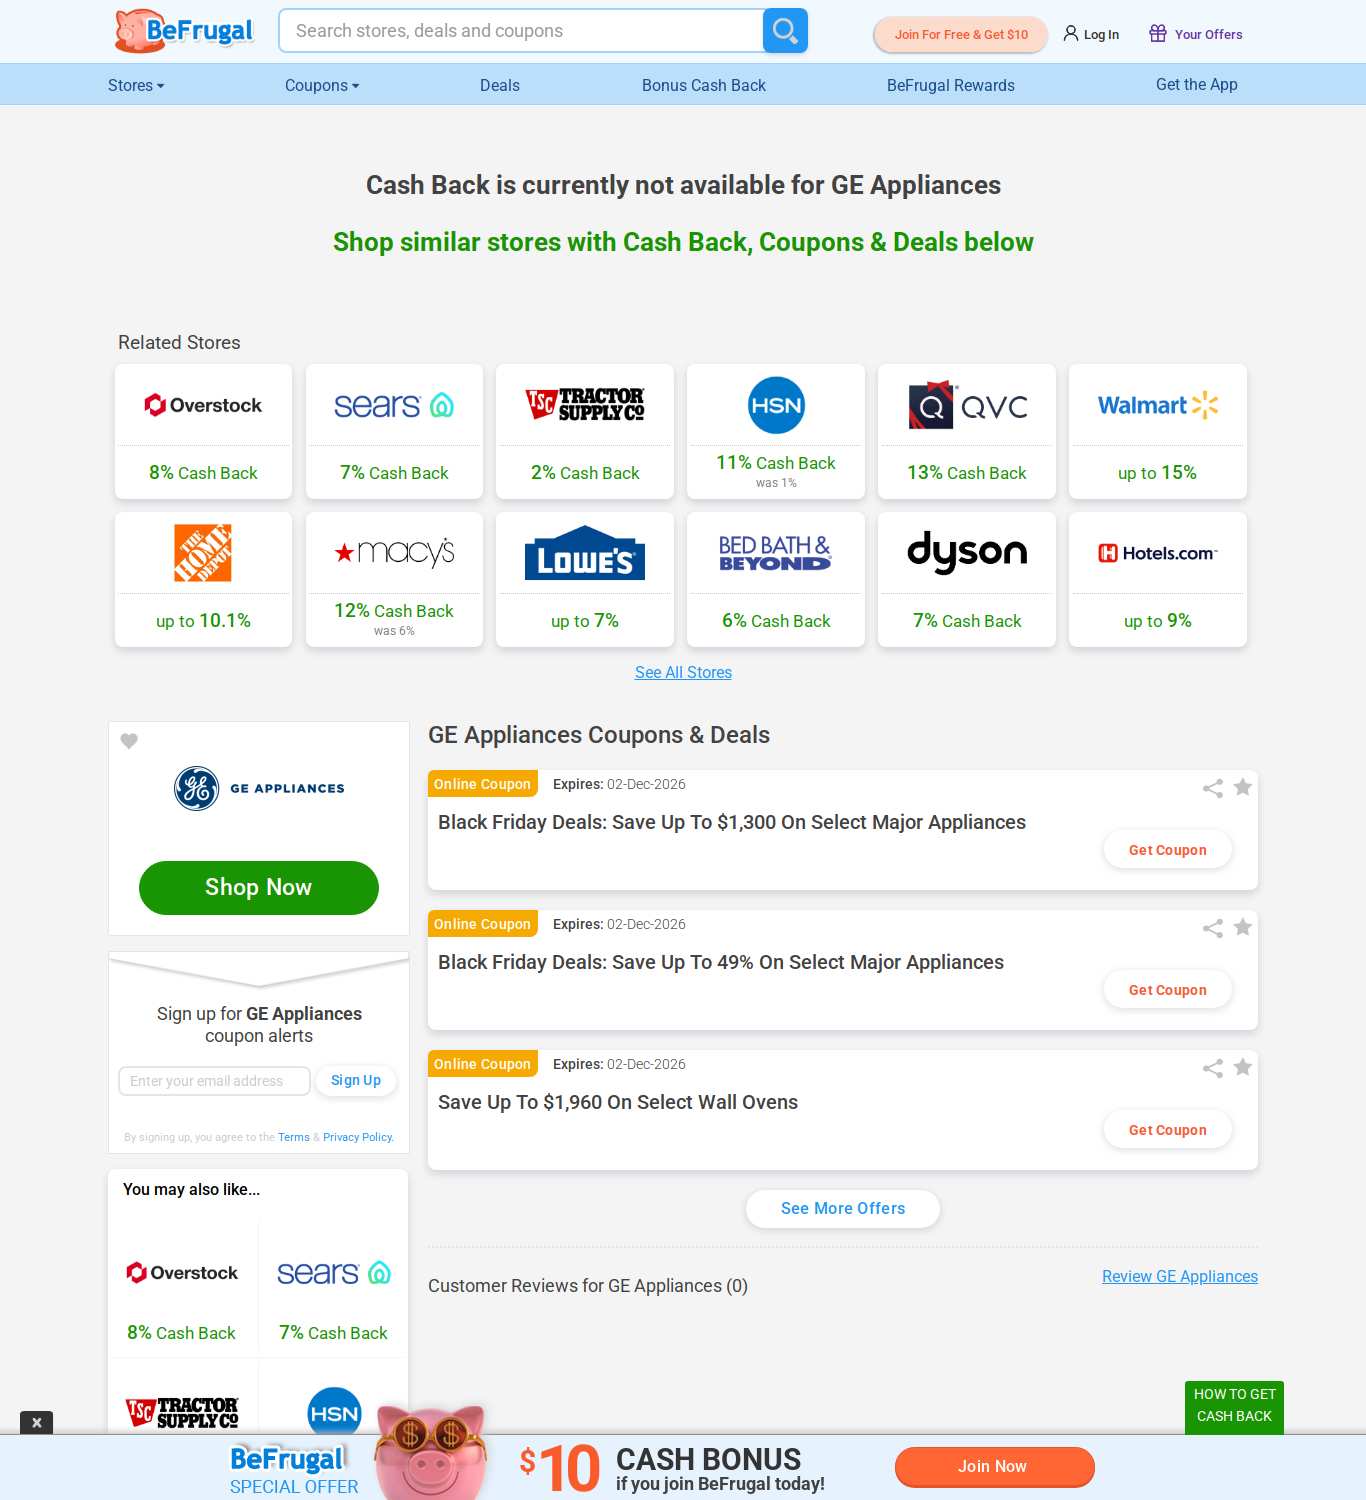 BeFrugal
Search stores, deals and coupons
Join For Free & Get $10
Log In
Your Offers
Stores
Coupons
Deals
Bonus Cash Back
BeFrugal Rewards
Get the App
Cash Back is currently not available for GE Appliances
Shop similar stores with Cash Back, Coupons & Deals below
Related Stores
Overstock
sears
TSC TRACTOR SUPPLY CO
HSN
Q QVC
Walmart
8% Cash Back
7% Cash Back
2% Cash Back
11% Cash Back
was 1%
13% Cash Back
up to 15%
THE HOME DEPOT
macy's
LOWE'S
BED BATH & BEYOND
dyson
H Hotels.com
up to 10.1%
12% Cash Back
was 6%
up to 7%
6% Cash Back
7% Cash Back
up to 9%
See All Stores
GE APPLIANCES
Shop Now
Sign up for GE Appliances
coupon alerts
Enter your email address
Sign Up
By signing up, you agree to the Terms & Privacy Policy.
You may also like...
Overstock
sears
8% Cash Back
7% Cash Back
TSC TRACTOR SUPPLY CO
HSN
GE Appliances Coupons & Deals
Online Coupon
Expires: 02-Dec-2026
Black Friday Deals: Save Up To $1,300 On Select Major Appliances
Get Coupon
Online Coupon
Expires: 02-Dec-2026
Black Friday Deals: Save Up To 49% On Select Major Appliances
Get Coupon
Online Coupon
Expires: 02-Dec-2026
Save Up To $1,960 On Select Wall Ovens
Get Coupon
See More Offers
Customer Reviews for GE Appliances (0)
Review GE Appliances
HOW TO GET
CASH BACK
x
BeFrugal
SPECIAL OFFER
$ $
$10
CASH BONUS
if you join BeFrugal today!
Join Now